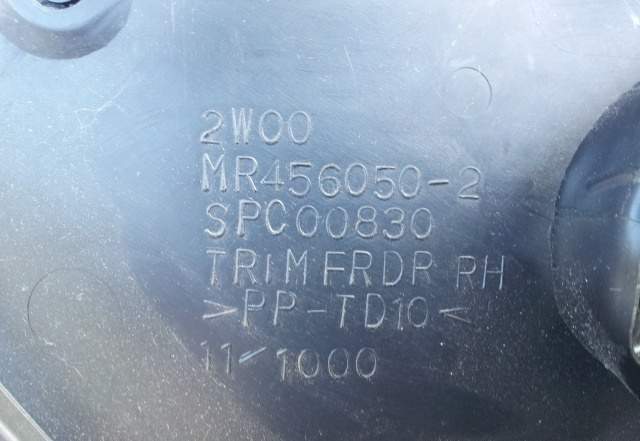 2W00
MR456050-2
SPC00830
TRIM FRDR RH
>PP-TD10<
11/1000